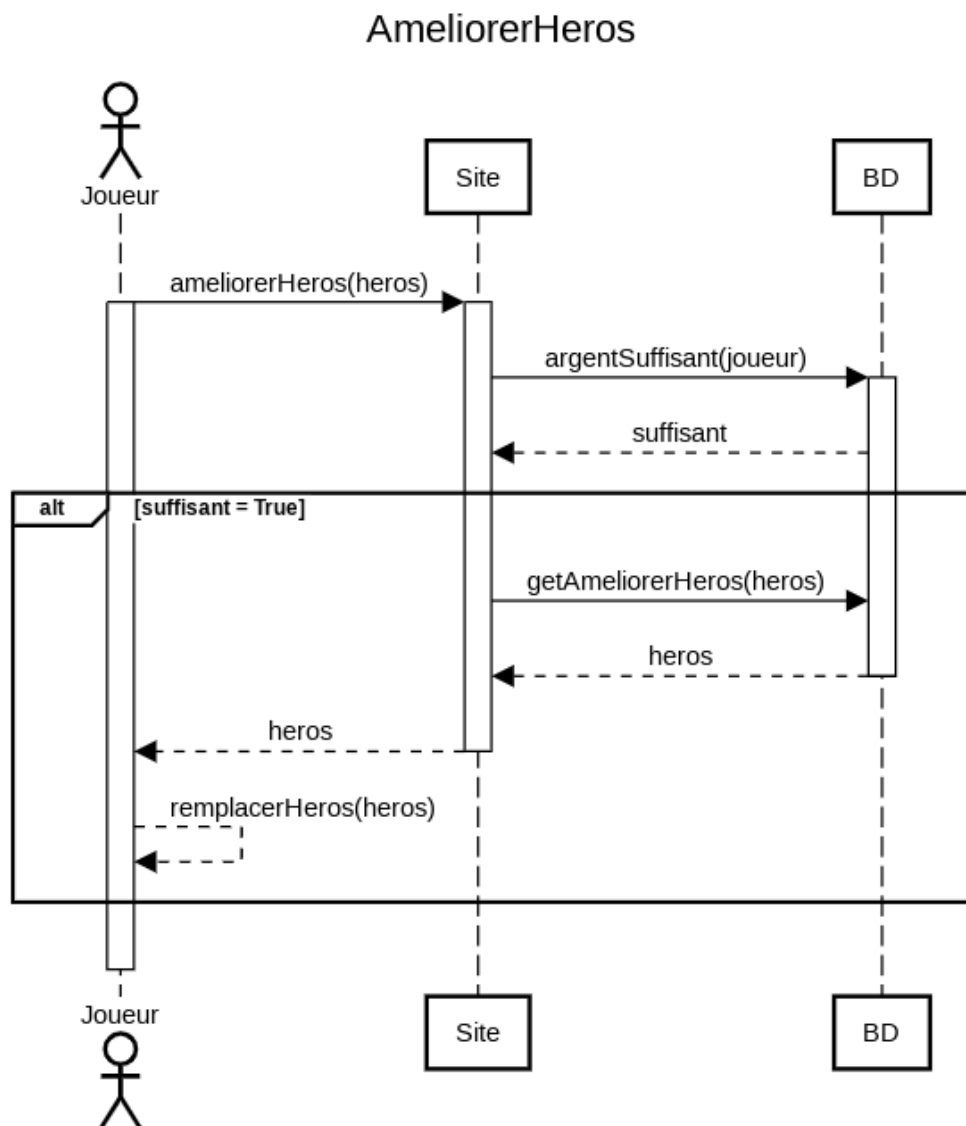 AmeliorerHeros
Joueur
Site
BD
ameliorerHeros(heros)
argentSuffisant(joueur)
suffisant
alt
[suffisant = True]
getAmeliorerHeros(heros)
heros
heros
remplacerHeros(heros)
Joueur
Site
BD